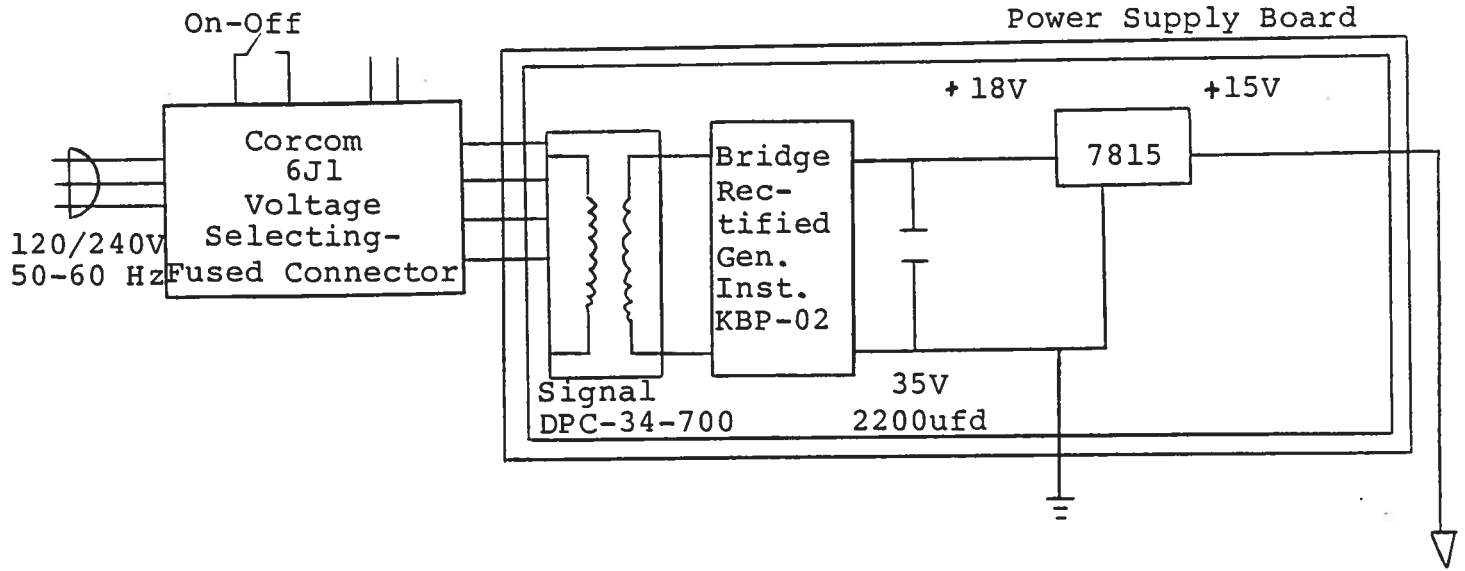 On-Off
Power Supply Board
+18V
+15V
Corcom
6J1
Voltage
Selecting-
Fused Connector
120/240V
50-60 Hz
Bridge
Rec-
tified
Gen.
Inst.
KBP-02
7815
Signal
DPC-34-700
35V
2200ufd